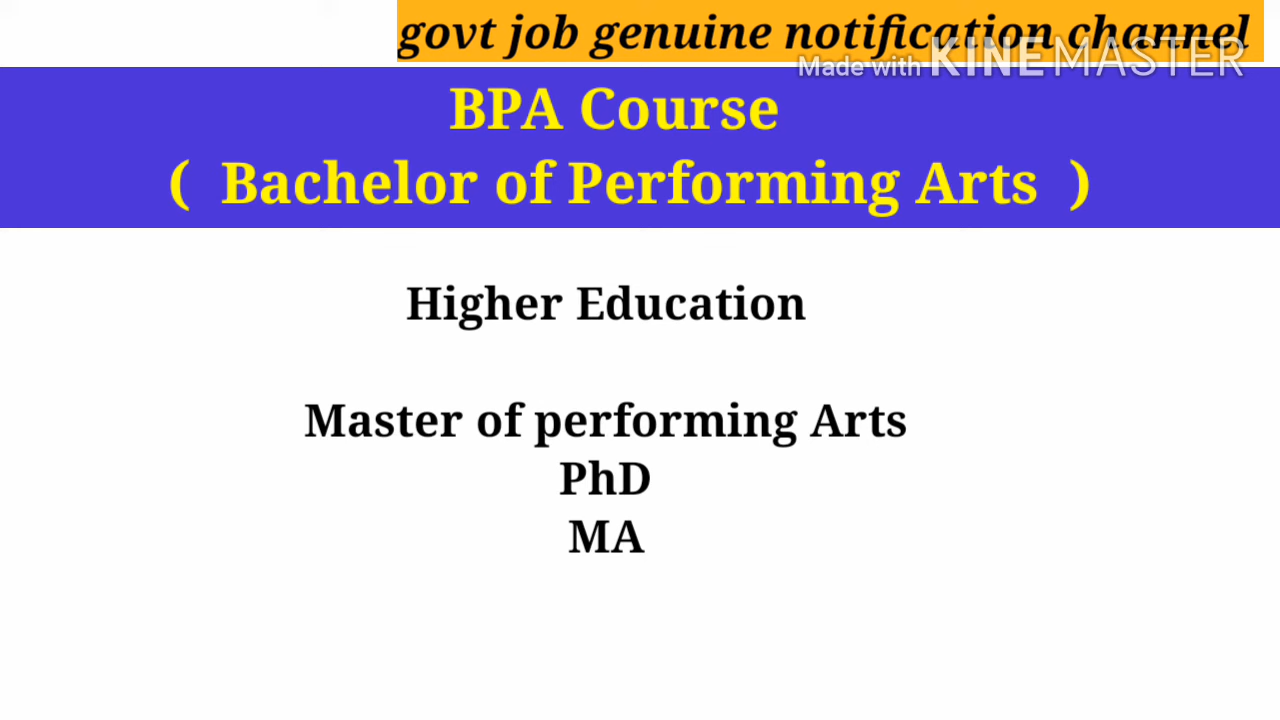 govt job genuine notification channel
Made with KINEMASTER
BPA Course
( Bachelor of Performing Arts )
Higher Education
Master of performing Arts
PhD
MA